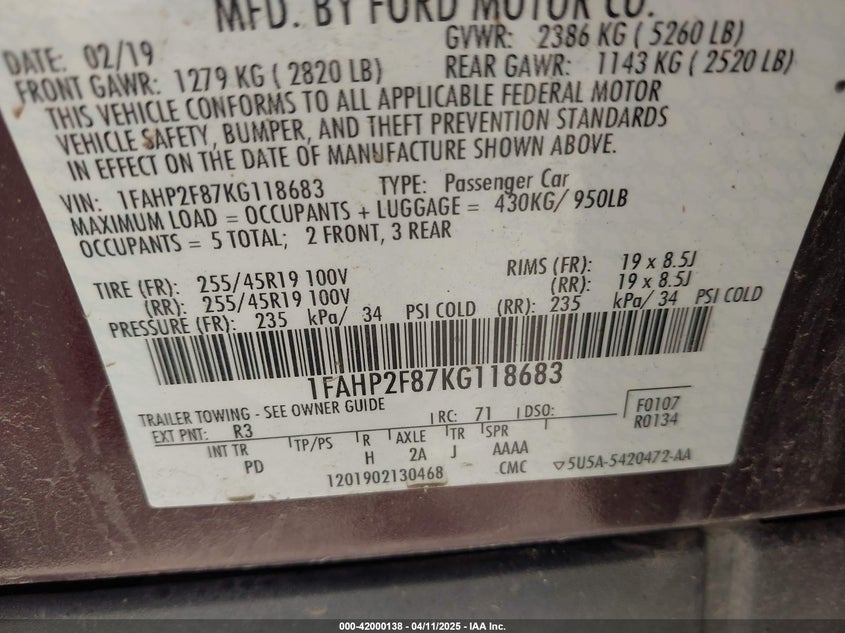 MFD. BY FORD MOTOR CO.
DATE: 02/19 GVWR: 2386 KG ( 5260 LB)
FRONT GAWR: 1279 KG ( 2820 LB) REAR GAWR: 1143 KG ( 2520 LB)
THIS VEHICLE CONFORMS TO ALL APPLICABLE FEDERAL MOTOR
VEHICLE SAFETY, BUMPER, AND THEFT PREVENTION STANDARDS
IN EFFECT ON THE DATE OF MANUFACTURE SHOWN ABOVE.
VIN: 1FAHP2F87KG118683 TYPE: Passenger Car
MAXIMUM LOAD = OCCUPANTS + LUGGAGE = 430KG/ 950LB
OCCUPANTS = 5 TOTAL; 2 FRONT, 3 REAR
TIRE (FR): 255/45R19 100V RIMS (FR): 19 x 8.5J
(RR): 255/45R19 100V (RR): 19 x 8.5J
PRESSURE (FR): 235 kPa/ 34 PSI COLD (RR): 235 kPa/ 34 PSI COLD
1FAHP2F87KG118683
TRAILER TOWING - SEE OWNER GUIDE
EXT PNT: R3 RC: 71 DSO: F0107
R0134
INT TR TP/PS R AXLE TR SPR
PD H 2A J AAAA
1201902130468 CMC 5U5A-5420472-AA
000-42000138 - 04/11/2025 - IAA Inc.